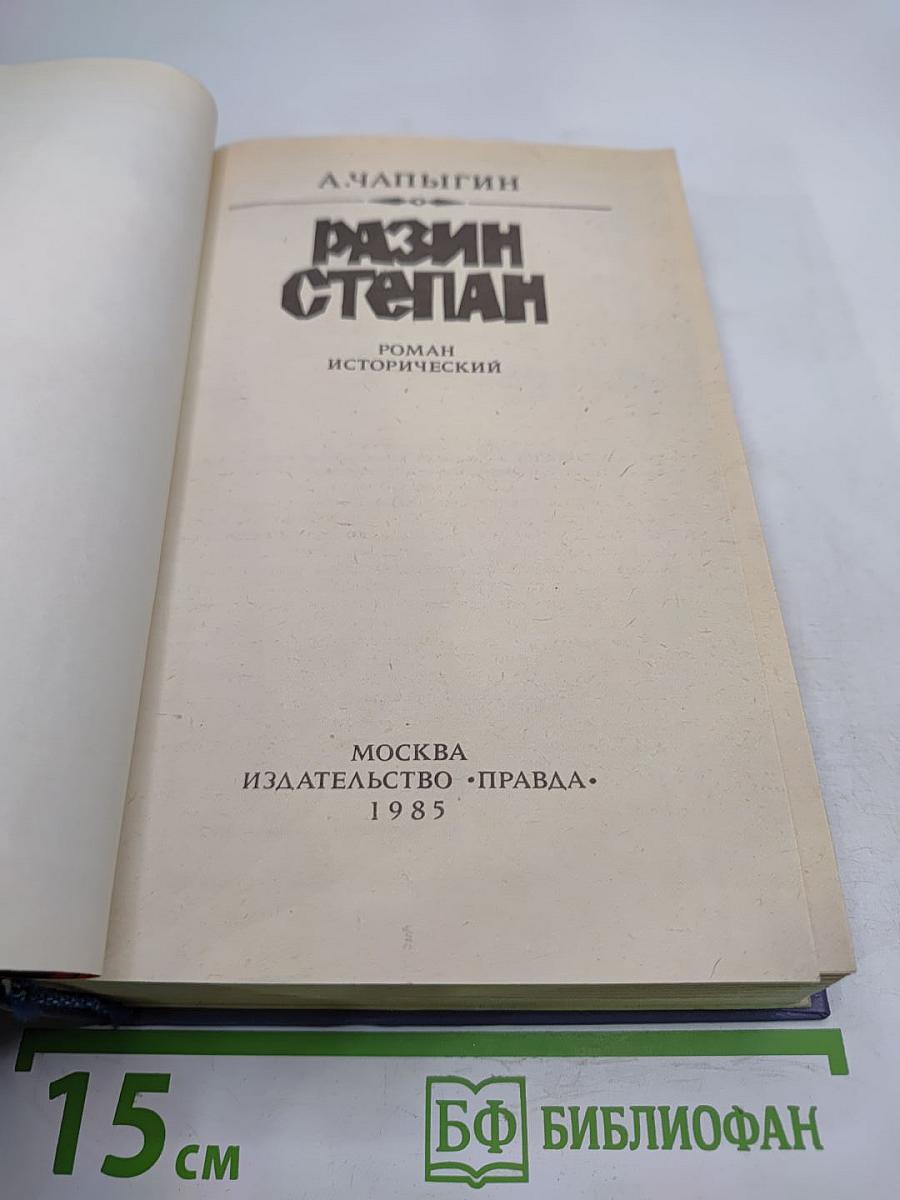 А.ЧАПЫГИН
РАЗИН
СТЕПАН
РОМАН
ИСТОРИЧЕСКИЙ
МОСКВА
ИЗДАТЕЛЬСТВО «ПРАВДА»
1985
15 см
БФ БИБЛИОФАН